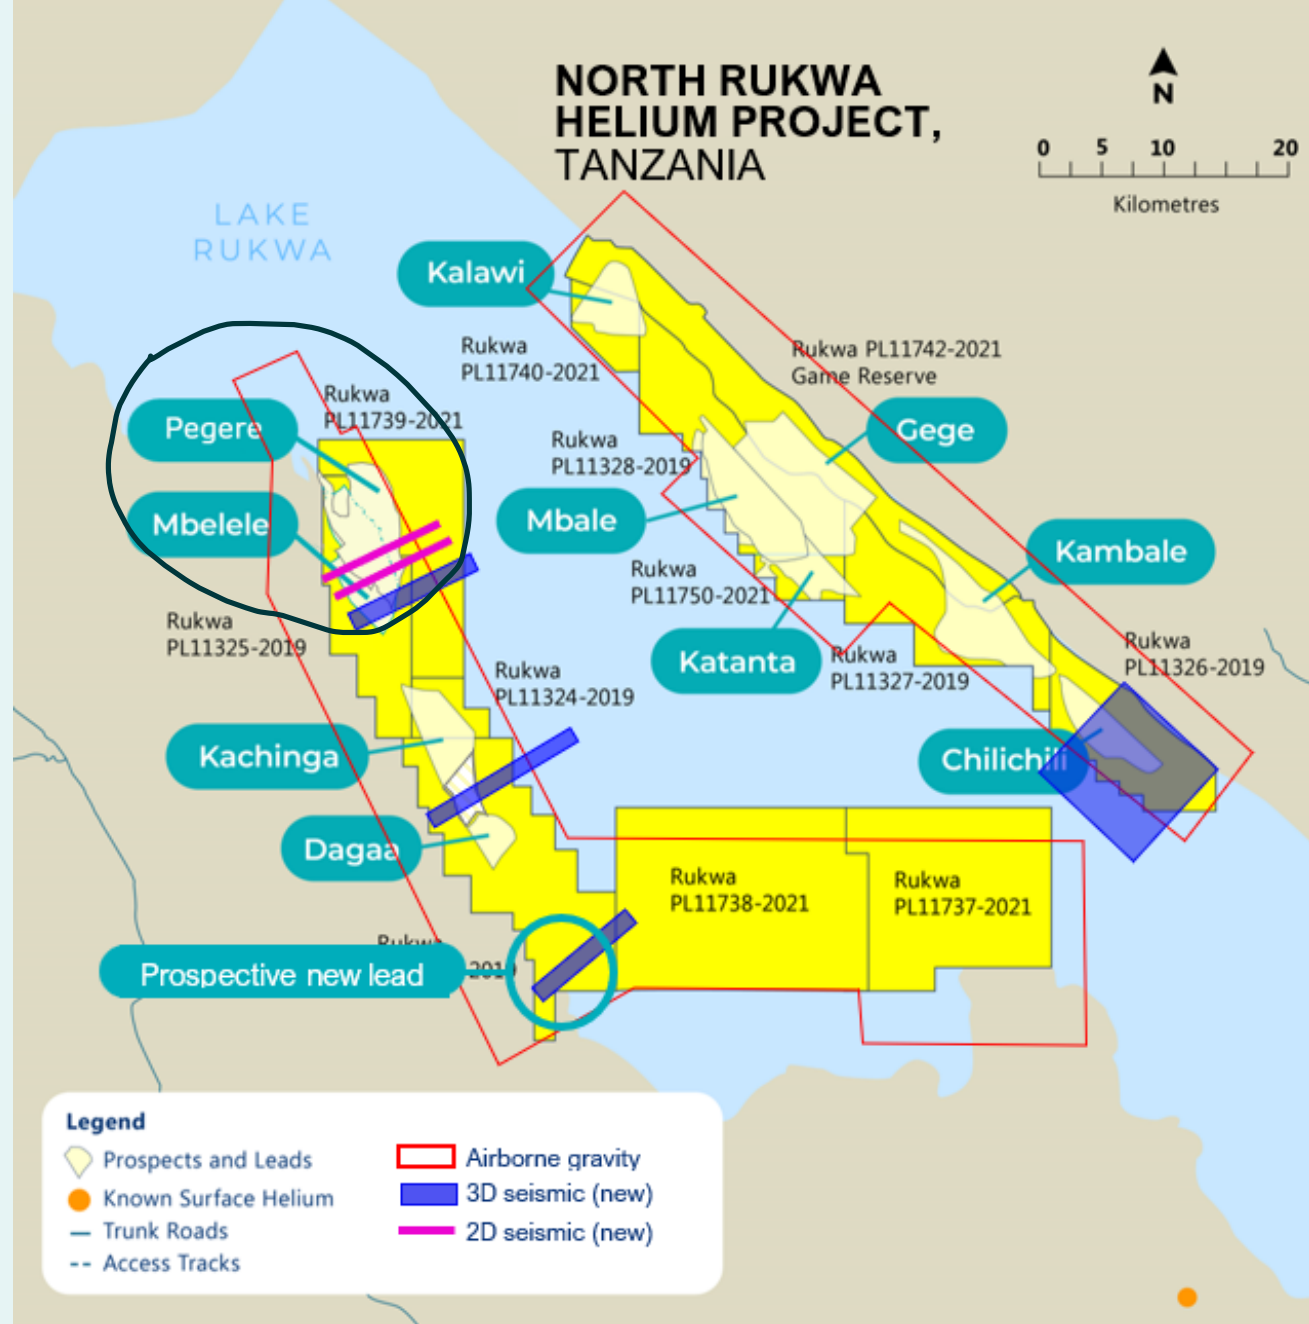 NORTH RUKWA
HELIUM PROJECT,
TANZANIA
N
0 5 10 20
Kilometres
LAKE
RUKWA
Kalawi
Rukwa
PL11740-2021
Rukwa PL11742-2021
Game Reserve
Rukwa
PL11739-2021
Pegere
Gege
Rukwa
PL11328-2019
Mbelele
Mbale
Kambale
Rukwa
PL11750-2021
Rukwa
PL11325-2019
Katanta
Rukwa
PL11327-2019
Rukwa
PL11326-2019
Rukwa
PL11324-2019
Kachinga
Chilichili
Dagaa
Rukwa
PL11738-2021
Rukwa
PL11737-2021
Rukwa
2019
Prospective new lead
Legend
Prospects and Leads
Known Surface Helium
Trunk Roads
Access Tracks
Airborne gravity
3D seismic (new)
2D seismic (new)